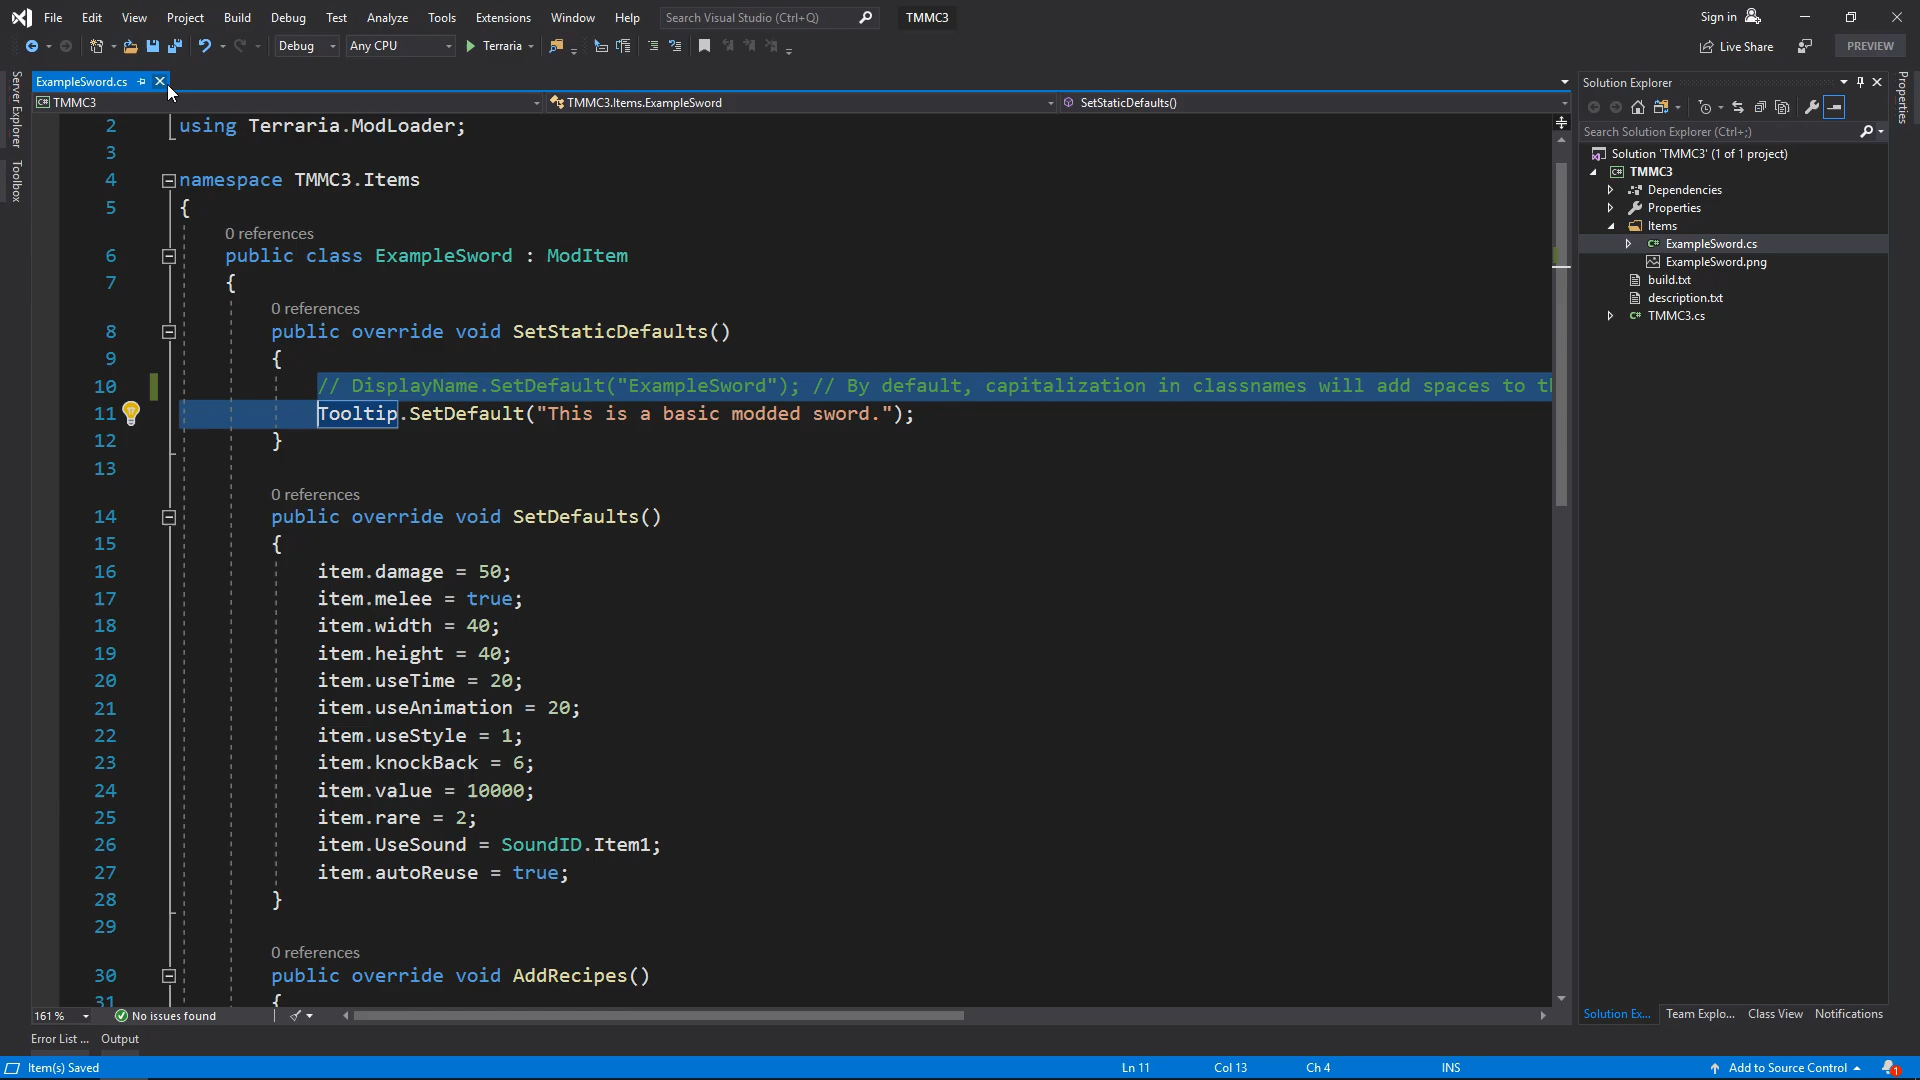 File Edit View Project Build Debug Test Analyze Tools Extensions Window Help Search Visual Studio (Ctrl+Q) TMMC3 Sign in
Debug Any CPU Terraria Live Share PREVIEW
Server Explorer
Toolbox
ExampleSword.cs
TMMC3 TMMC3.Items.ExampleSword SetStaticDefaults()
2 using Terraria.ModLoader;
3
4 namespace TMMC3.Items
5 {
0 references
6 public class ExampleSword : ModItem
7 {
0 references
8 public override void SetStaticDefaults()
9 {
10 // DisplayName.SetDefault("ExampleSword"); // By default, capitalization in classnames will add spaces to
11 Tooltip.SetDefault("This is a basic modded sword.");
12 }
13
0 references
14 public override void SetDefaults()
15 {
16 item.damage = 50;
17 item.melee = true;
18 item.width = 40;
19 item.height = 40;
20 item.useTime = 20;
21 item.useAnimation = 20;
22 item.useStyle = 1;
23 item.knockBack = 6;
24 item.value = 10000;
25 item.rare = 2;
26 item.UseSound = SoundID.Item1;
27 item.autoReuse = true;
28 }
29
0 references
30 public override void AddRecipes()
31 {
161 % No issues found
Error List ... Output
Solution Explorer
Search Solution Explorer (Ctrl+;)
Solution 'TMMC3' (1 of 1 project)
C# TMMC3
Dependencies
Properties
Items
C# ExampleSword.cs
ExampleSword.png
build.txt
description.txt
C# TMMC3.cs
Solution Ex... Team Explo... Class View Notifications
Properties
Item(s) Saved Ln 11 Col 13 Ch 4 INS Add to Source Control 1